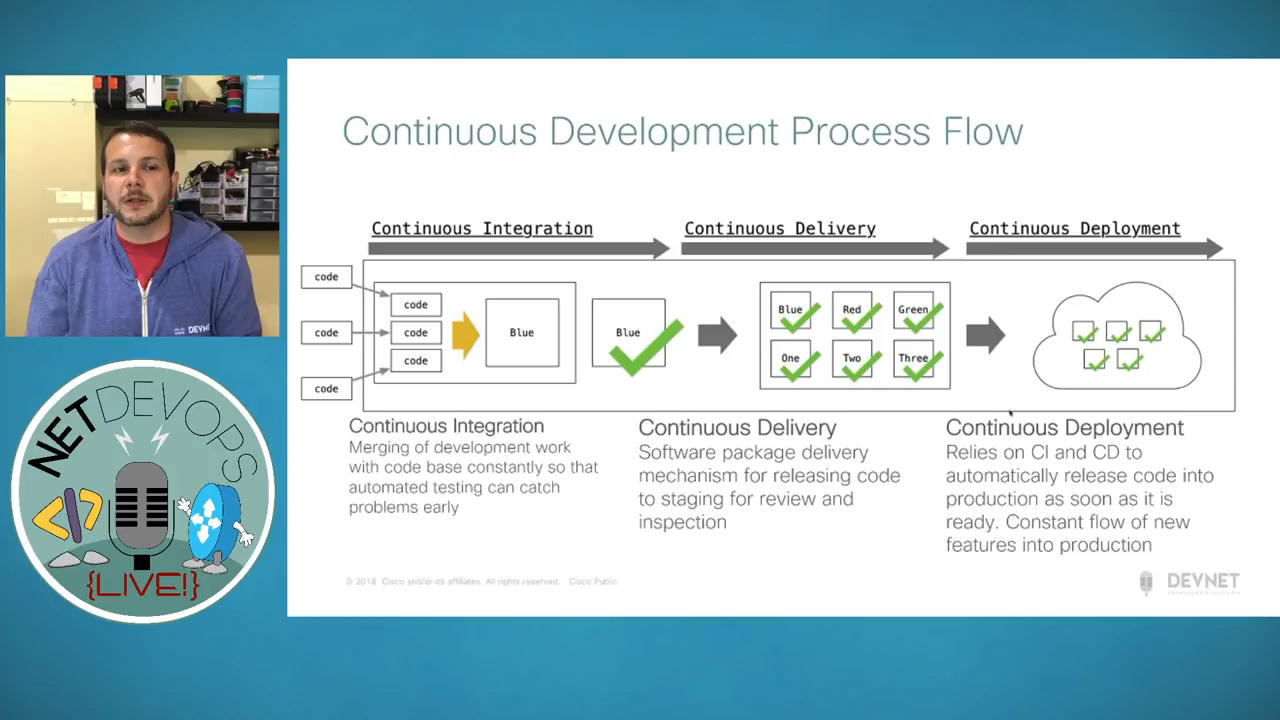 Continuous Development Process Flow
Continuous Integration
Continuous Delivery
Continuous Deployment
code
code
code
code
code
code
Blue
Blue
Blue
Red
Green
One
Two
Three
Continuous Integration
Merging of development work
with code base constantly so that
automated testing can catch
problems early
Continuous Delivery
Software package delivery
mechanism for releasing code
to staging for review and
inspection
Continuous Deployment
Relies on CI and CD to
automatically release code into
production as soon as it is
ready. Constant flow of new
features into production
© 2018 Cisco and/or its affiliates. All rights reserved. Cisco Public
DEVNET
DEVNET
NETDEVOPS
{LIVE!}